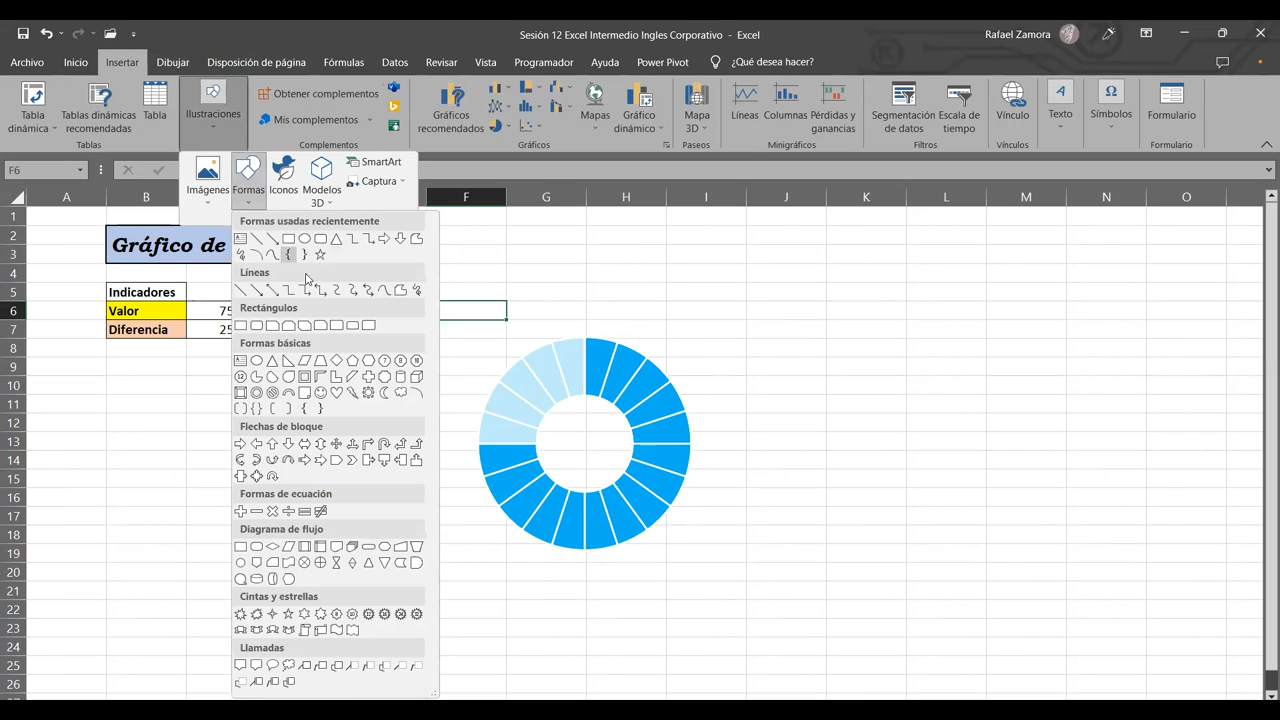 Sesión 12 Excel Intermedio Ingles Corporativo - Excel
Rafael Zamora
Archivo Inicio Insertar Dibujar Disposición de página Fórmulas Datos Revisar Vista Programador Ayuda Power Pivot ¿Qué desea hacer?
Tabla dinámica
Tablas dinámicas recomendadas
Tabla
Tablas
Ilustraciones
Obtener complementos
Mis complementos
Complementos
Gráficos recomendados
Mapas
Gráfico dinámico
Gráficos
Mapa 3D
Paseos
Líneas
Columnas
Pérdidas y ganancias
Minigráficos
Segmentación de datos
Escala de tiempo
Filtros
Vínculo
Vínculos
Texto
Símbolos
Formulario
Formulario
F6
Imágenes
Formas
Iconos
Modelos 3D
SmartArt
Captura
A B F G H I J K L M N O
Formas usadas recientemente
Líneas
Rectángulos
Formas básicas
Flechas de bloque
Formas de ecuación
Diagrama de flujo
Cintas y estrellas
Llamadas
1
2
3
4
5
6
7
8
9
10
11
12
13
14
15
16
17
18
19
20
21
22
23
24
25
26
Gráfico de
Indicadores
Valor 75
Diferencia 25